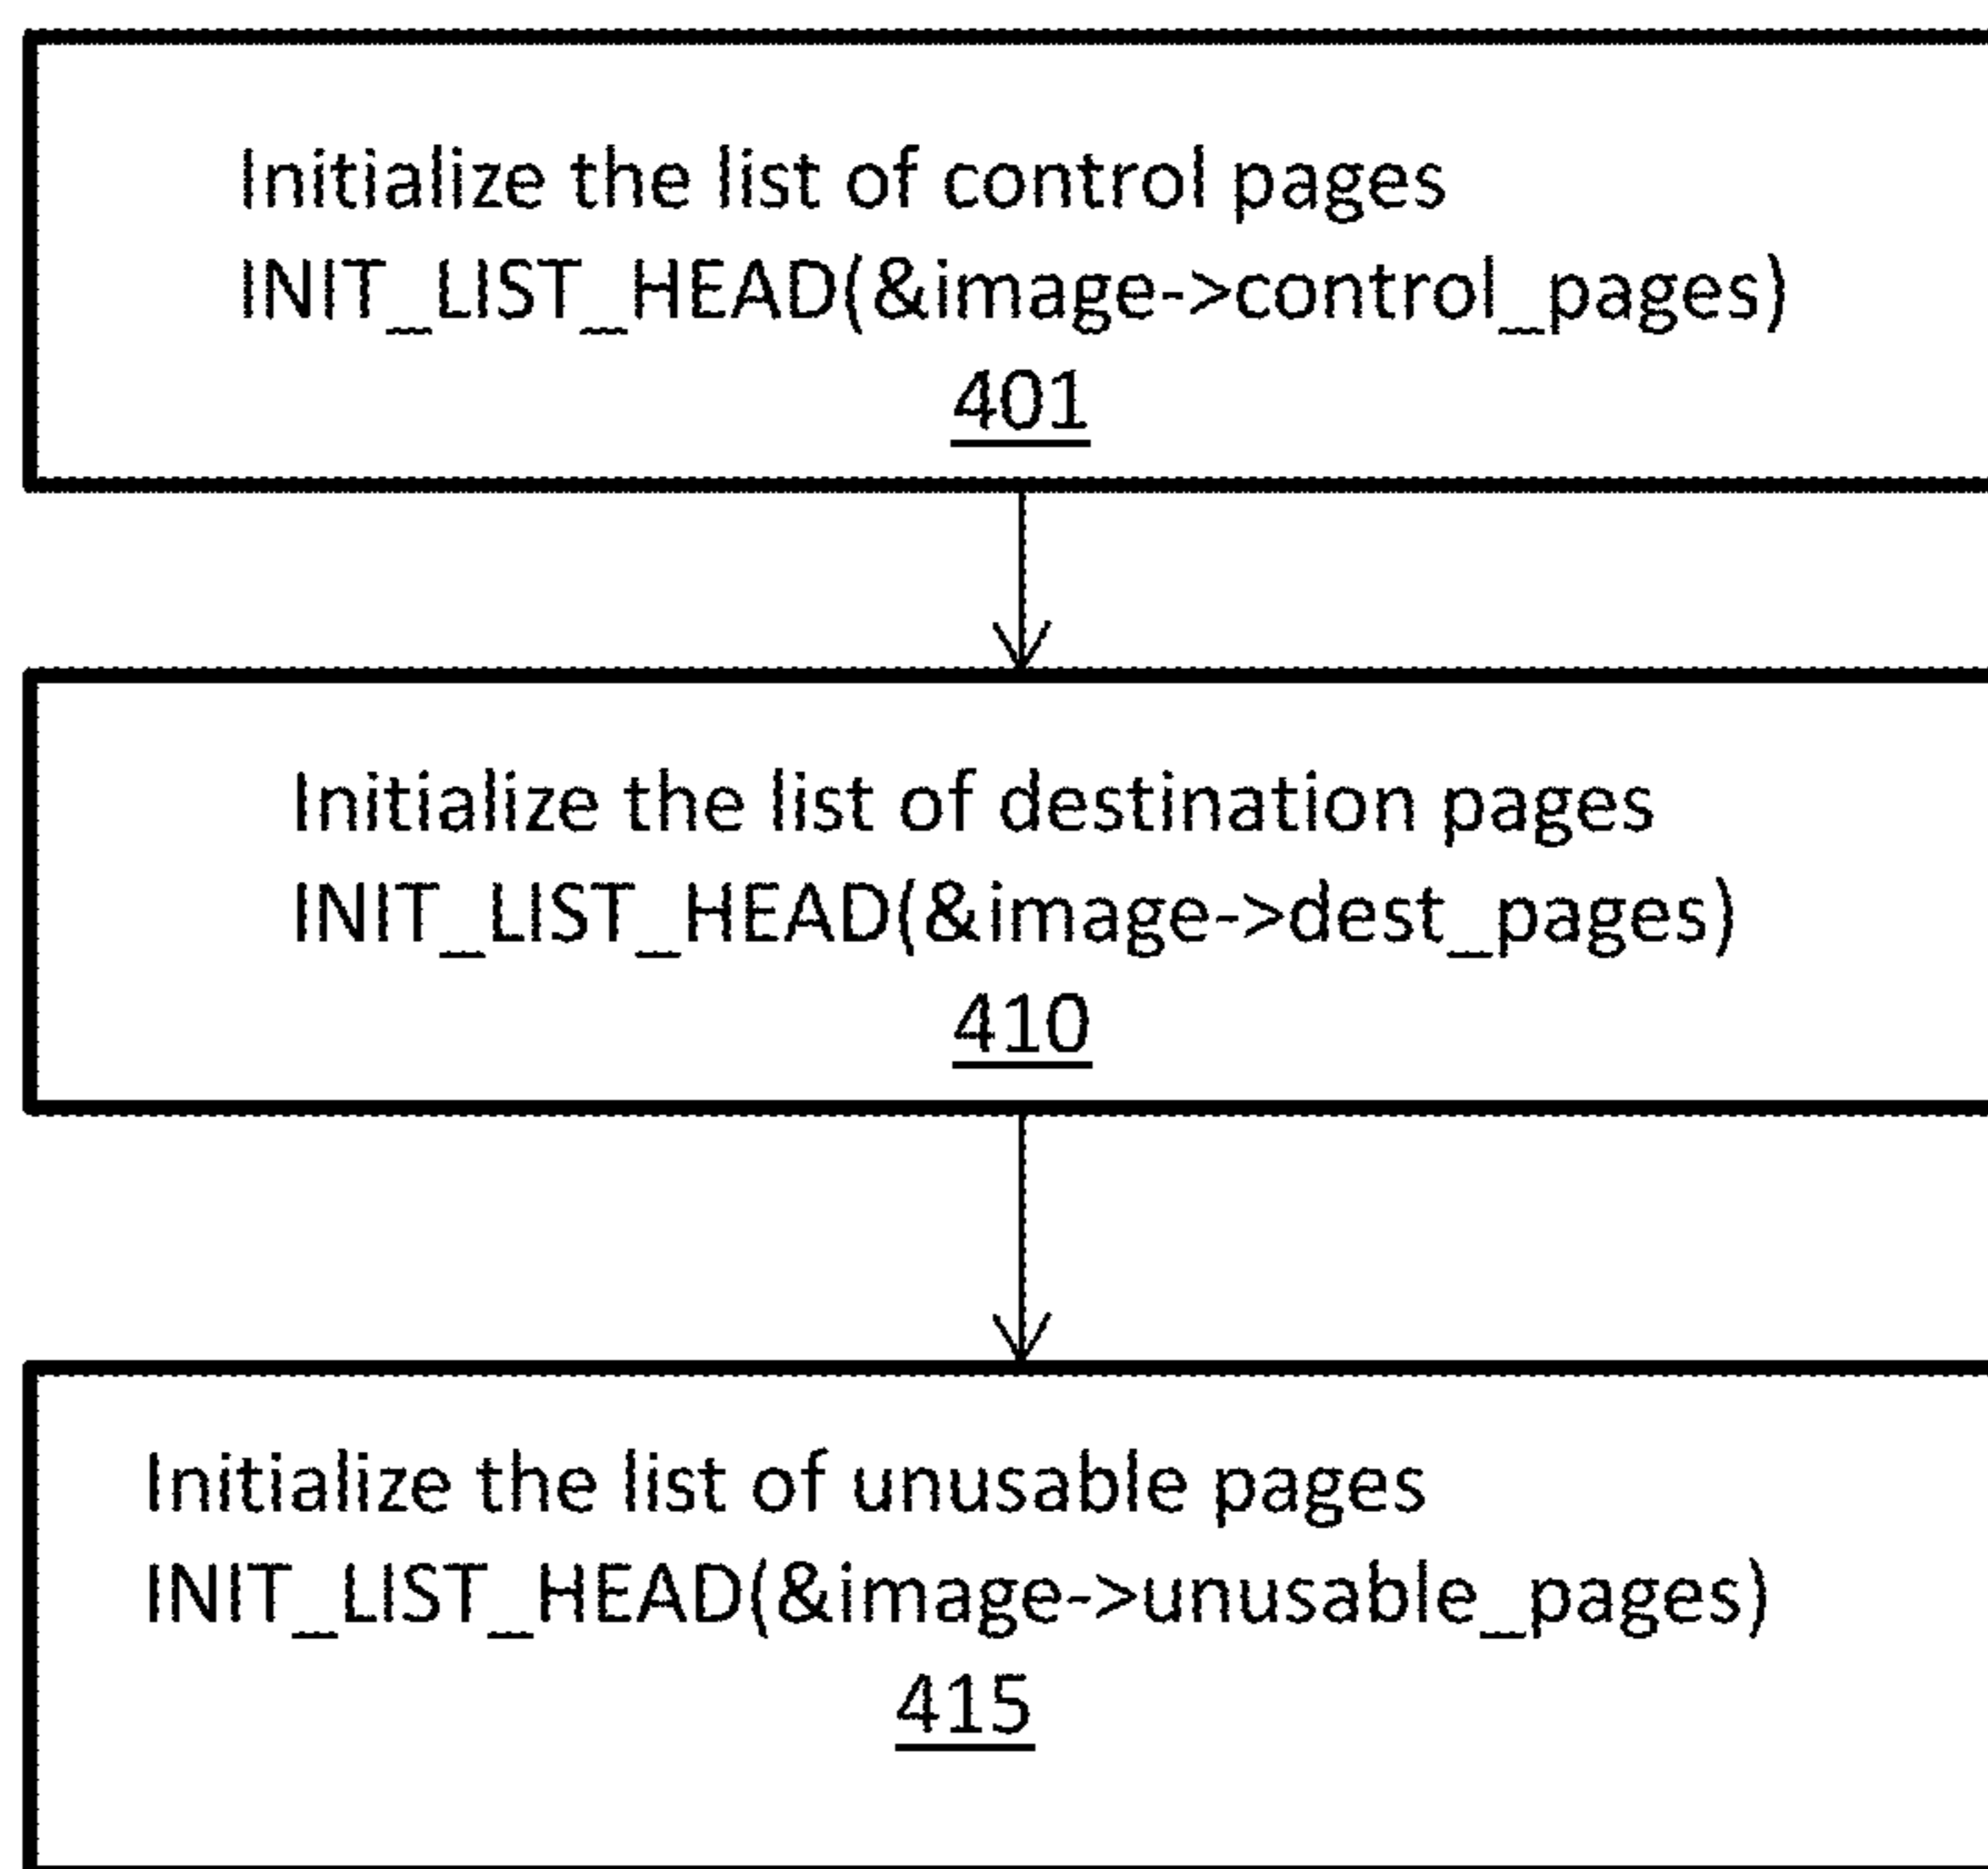 Initialize the list of control pages
INIT_LIST_HEAD(&image->control_pages)
401
Initialize the list of destination pages
INIT_LIST_HEAD(&image->dest_pages)
410
Initialize the list of unusable pages
INIT_LIST_HEAD(&image->unusable_pages)
415